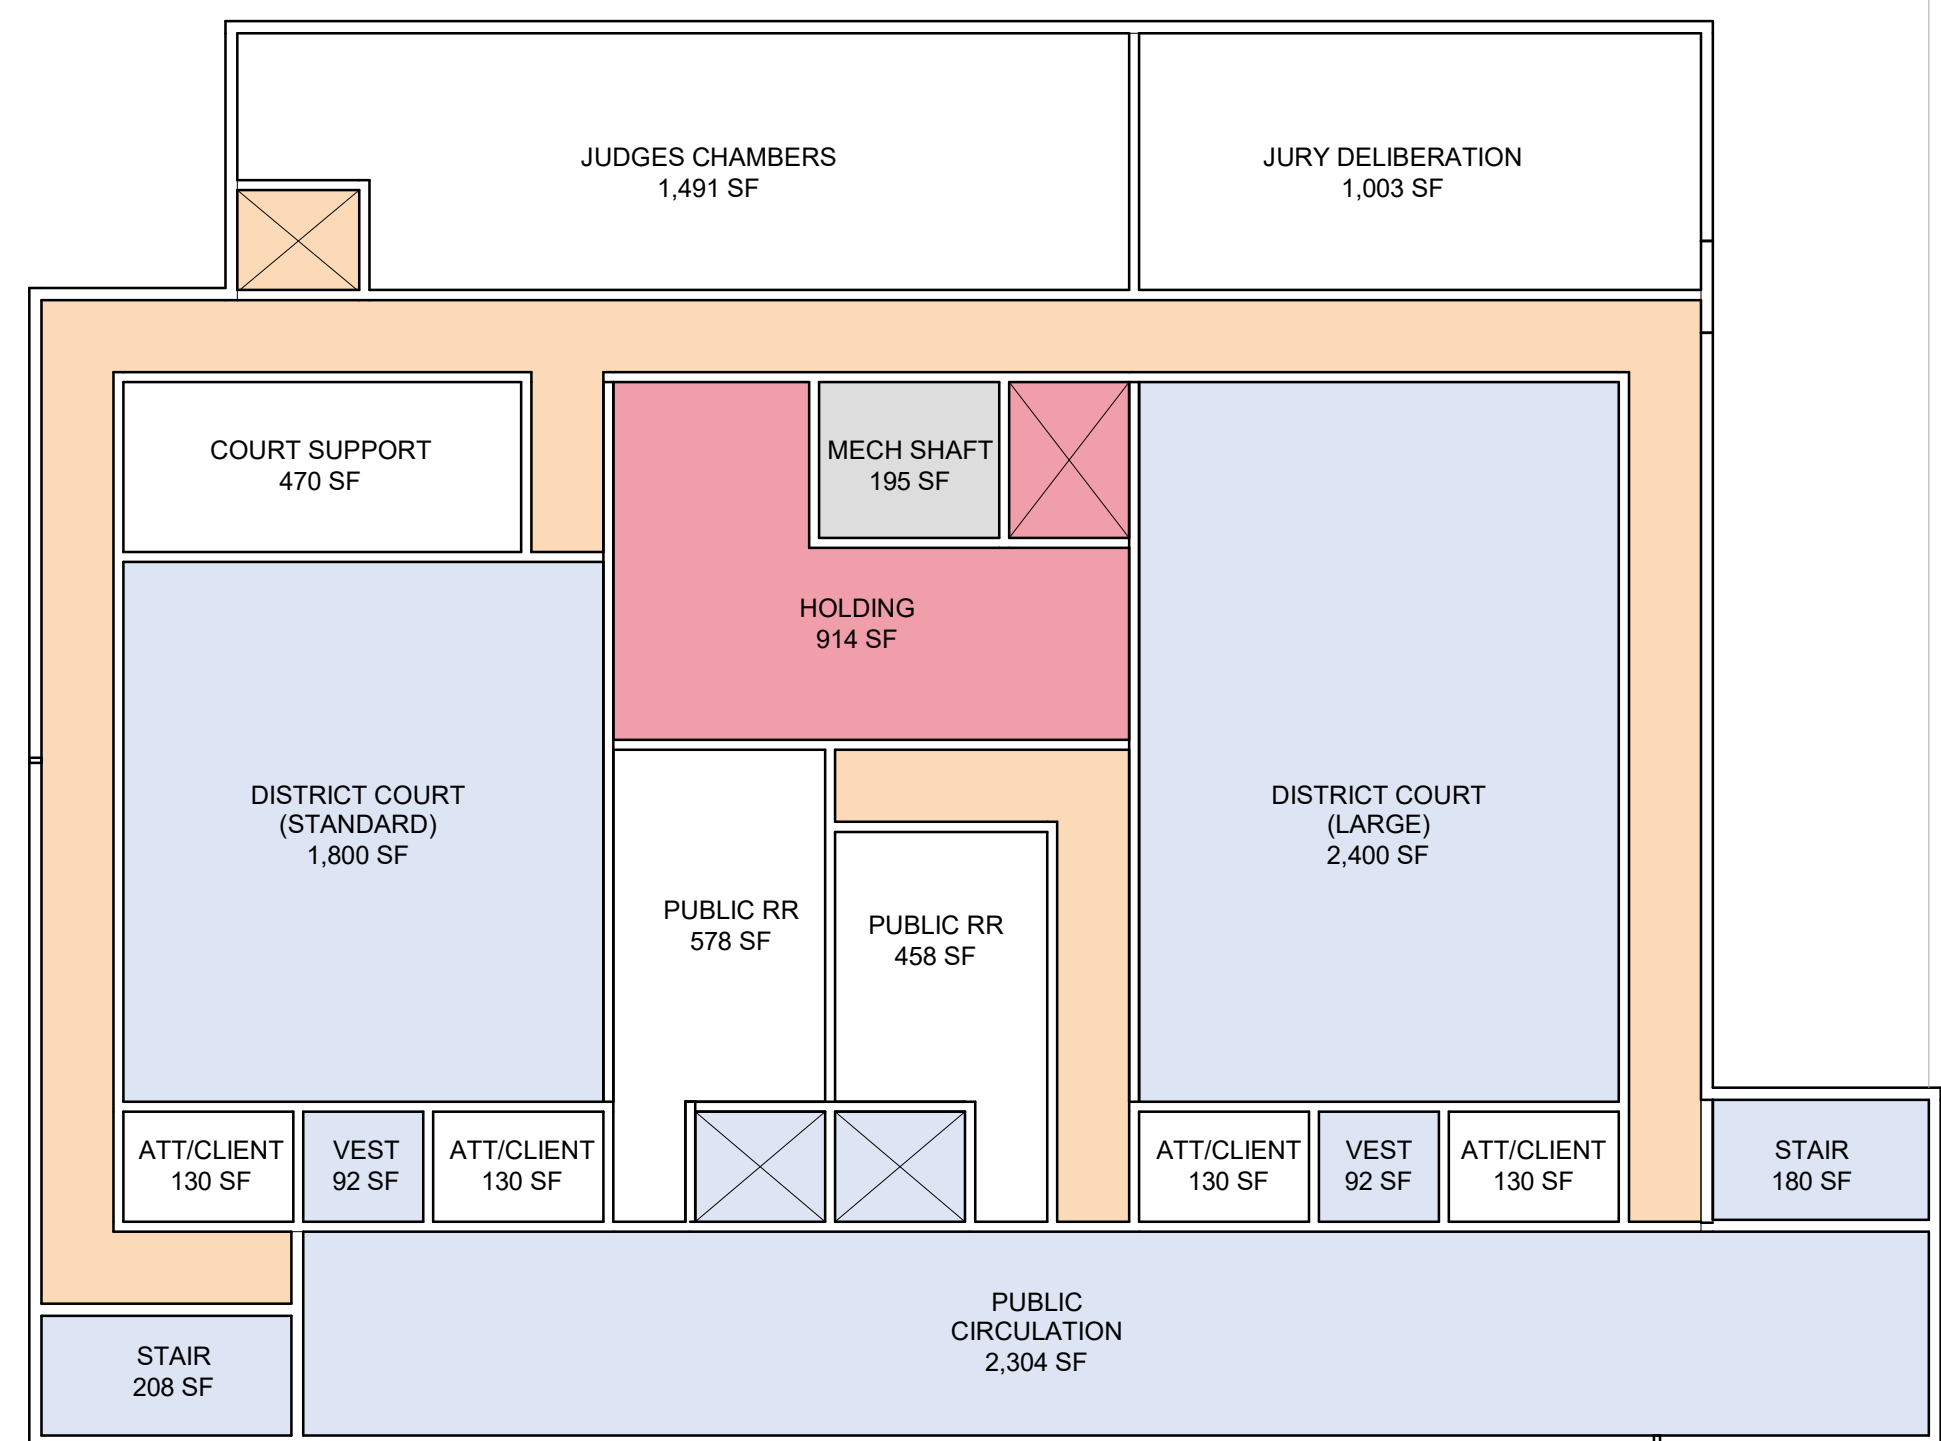 JUDGES CHAMBERS
1,491 SF
JURY DELIBERATION
1,003 SF
COURT SUPPORT
470 SF
MECH SHAFT
195 SF
HOLDING
914 SF
DISTRICT COURT
(STANDARD)
1,800 SF
DISTRICT COURT
(LARGE)
2,400 SF
PUBLIC RR
578 SF
PUBLIC RR
458 SF
ATT/CLIENT
130 SF
VEST
92 SF
ATT/CLIENT
130 SF
ATT/CLIENT
130 SF
VEST
92 SF
ATT/CLIENT
130 SF
STAIR
180 SF
PUBLIC
CIRCULATION
2,304 SF
STAIR
208 SF